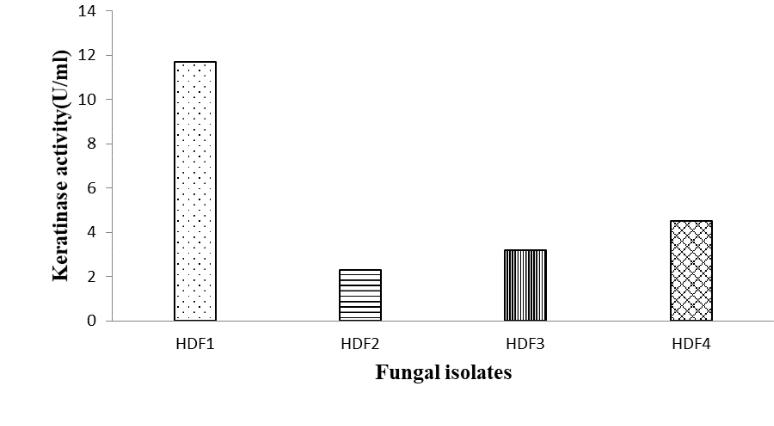 Keratinase activity(U/ml)
14
12
10
8
6
4
2
0
HDF1 HDF2 HDF3 HDF4
Fungal isolates